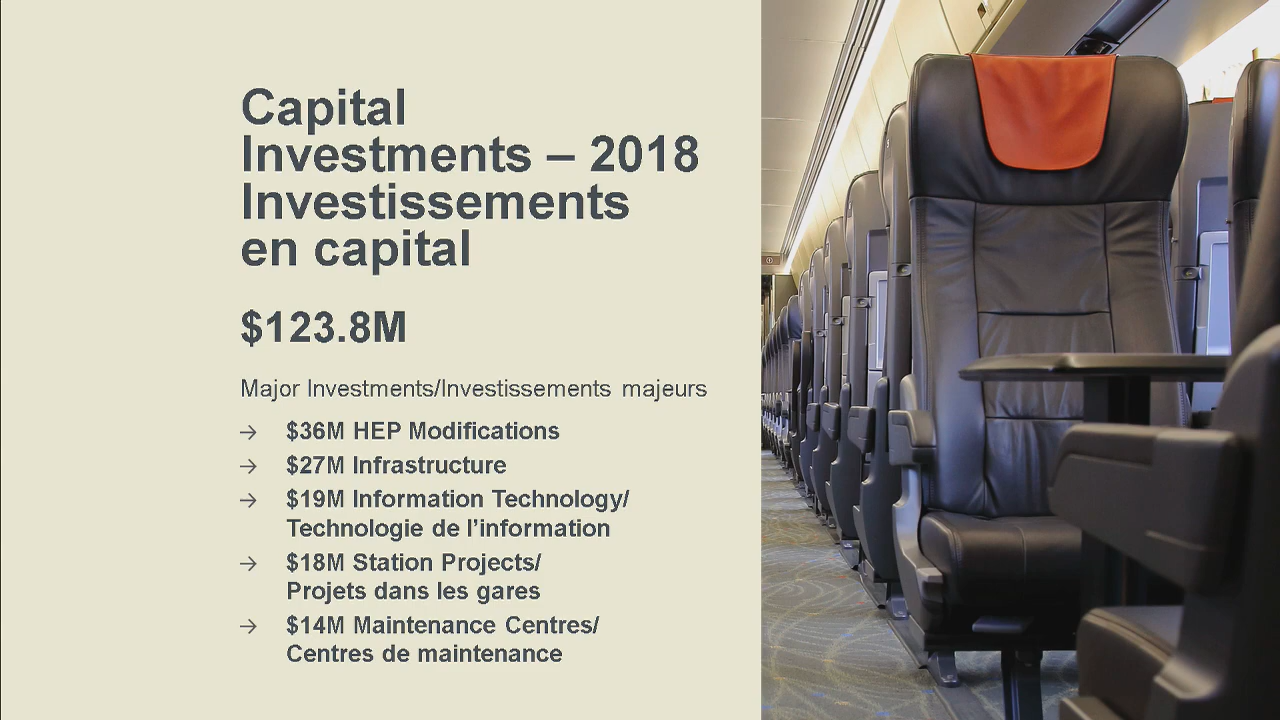 Capital
Investments – 2018
Investissements
en capital
$123.8M
Major Investments/Investissements majeurs
→ $36M HEP Modifications
→ $27M Infrastructure
→ $19M Information Technology/
Technologie de l’information
→ $18M Station Projects/
Projets dans les gares
→ $14M Maintenance Centres/
Centres de maintenance